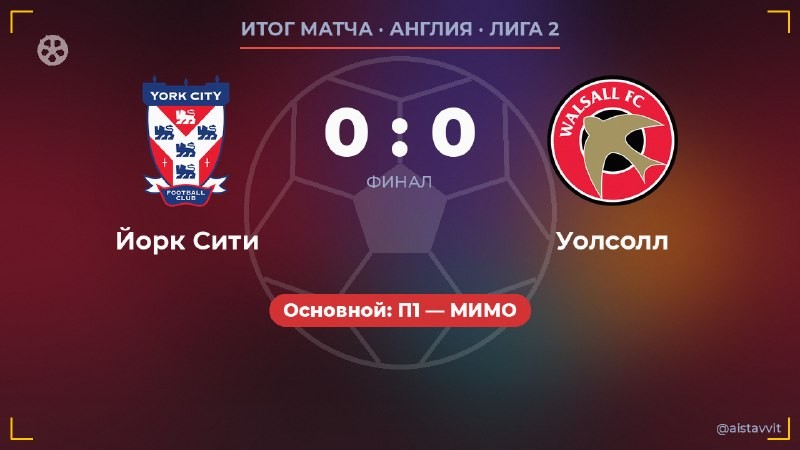 ИТОГ МАТЧА · АНГЛИЯ · ЛИГА 2
YORK CITY
FOOTBALL
CLUB
0 : 0
ФИНАЛ
WALSALL FC
Йорк Сити
Уолсолл
Основной: П1 — МИМО
@aistavvit